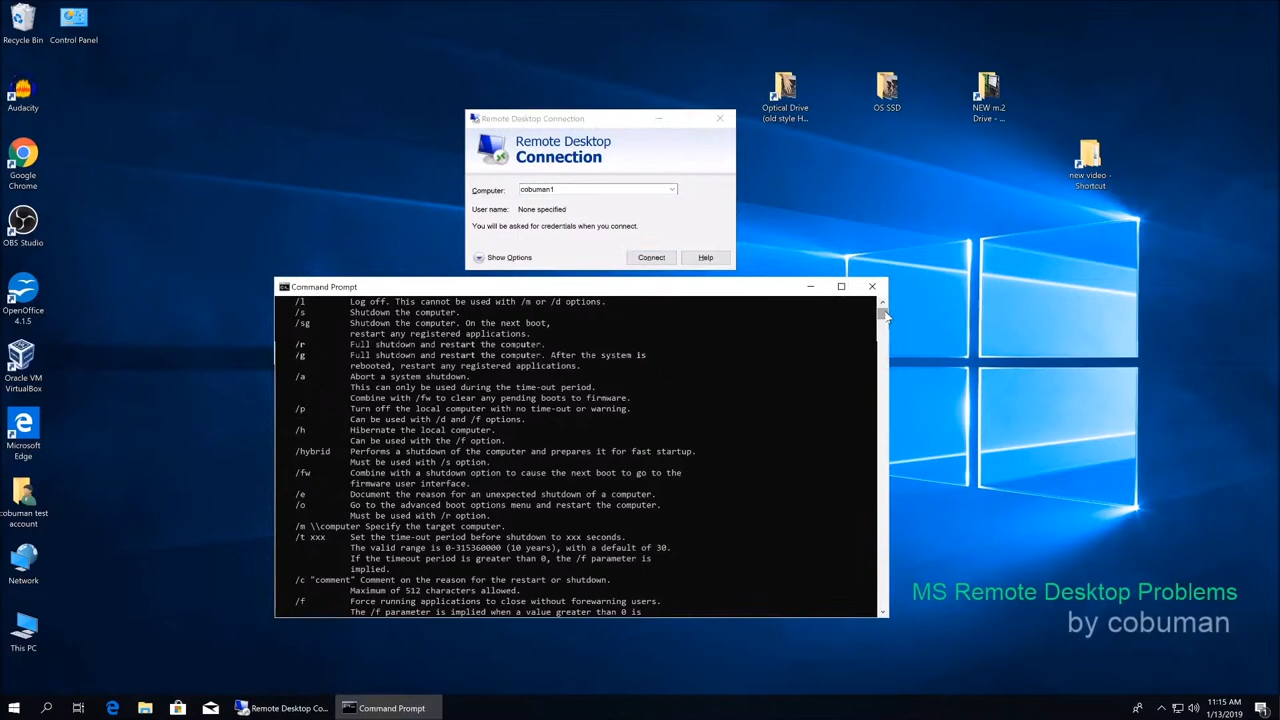 Recycle Bin
Control Panel
Audacity
Google
Chrome
OBS Studio
OpenOffice
4.1.5
Oracle VM
VirtualBox
Microsoft
Edge
cobuman test
account
Network
This PC
Optical Drive
(old style H...
OS SSD
NEW m.2
Drive - ...
new video -
Shortcut
Remote Desktop Connection
Remote Desktop
Connection
Computer: cobuman1
User name: None specified
You will be asked for credentials when you connect.
Show Options Connect Help
Command Prompt
/l Log off. This cannot be used with /m or /d options.
/s Shutdown the computer.
/sg Shutdown the computer. On the next boot,
restart any registered applications.
/r Full shutdown and restart the computer.
/g Full shutdown and restart the computer. After the system is
rebooted, restart any registered applications.
/a Abort a system shutdown.
This can only be used during the time-out period.
Combine with /fw to clear any pending boots to firmware.
/p Turn off the local computer with no time-out or warning.
Can be used with /d and /f options.
/h Hibernate the local computer.
Can be used with the /f option.
/hybrid Performs a shutdown of the computer and prepares it for fast startup.
Must be used with /s option.
/fw Combine with a shutdown option to cause the next boot to go to the
firmware user interface.
/e Document the reason for an unexpected shutdown of a computer.
/o Go to the advanced boot options menu and restart the computer.
Must be used with /r option.
/m \\computer Specify the target computer.
/t xxx Set the time-out period before shutdown to xxx seconds.
The valid range is 0-315360000 (10 years), with a default of 30.
If the timeout period is greater than 0, the /f parameter is
implied.
/c "comment" Comment on the reason for the restart or shutdown.
Maximum of 512 characters allowed.
/f Force running applications to close without forewarning users.
The /f parameter is implied when a value greater than 0 is
MS Remote Desktop Problems
by cobuman
Remote Desktop Co...
Command Prompt
11:15 AM
1/13/2019
1